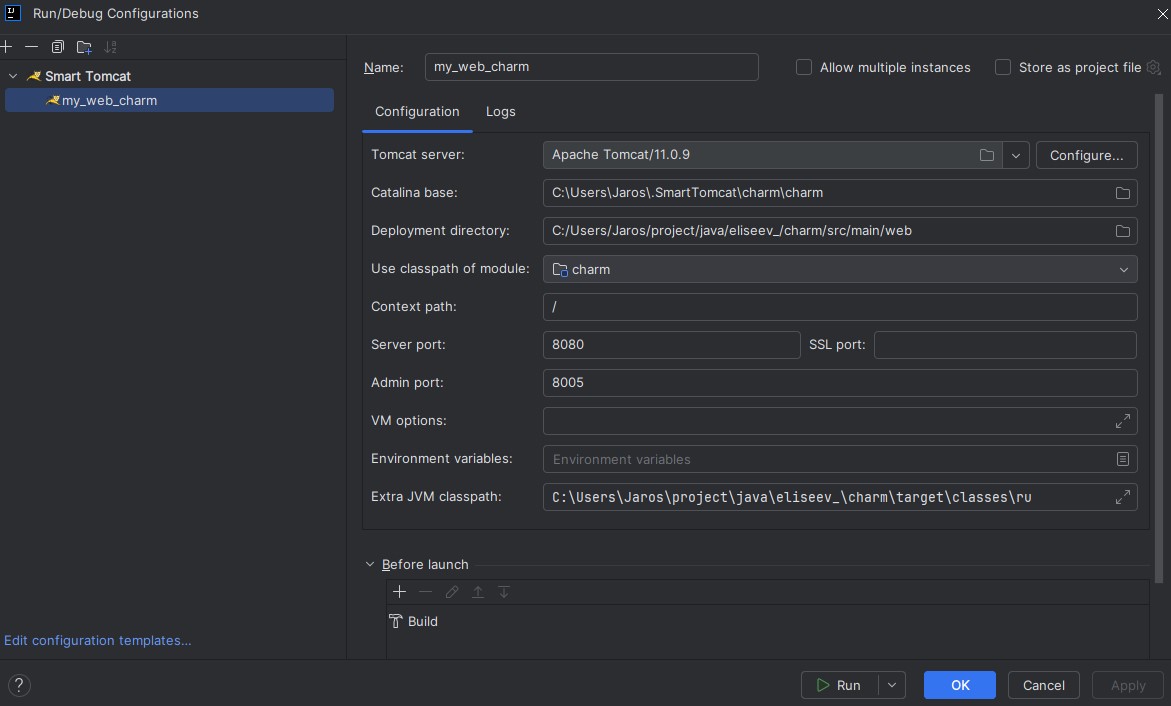 Run/Debug Configurations
Smart Tomcat
my_web_charm
Name: my_web_charm Allow multiple instances Store as project file
Configuration Logs
Tomcat server: Apache Tomcat/11.0.9 Configure...
Catalina base: C:\Users\Jaros\.SmartTomcat\charm\charm
Deployment directory: C:/Users/Jaros/project/java/eliseev_/charm/src/main/web
Use classpath of module: charm
Context path: /
Server port: 8080 SSL port:
Admin port: 8005
VM options:
Environment variables: Environment variables
Extra JVM classpath: C:\Users\Jaros\project\java\eliseev_\charm\target\classes\ru
Before launch
Build
Edit configuration templates...
? Run OK Cancel Apply